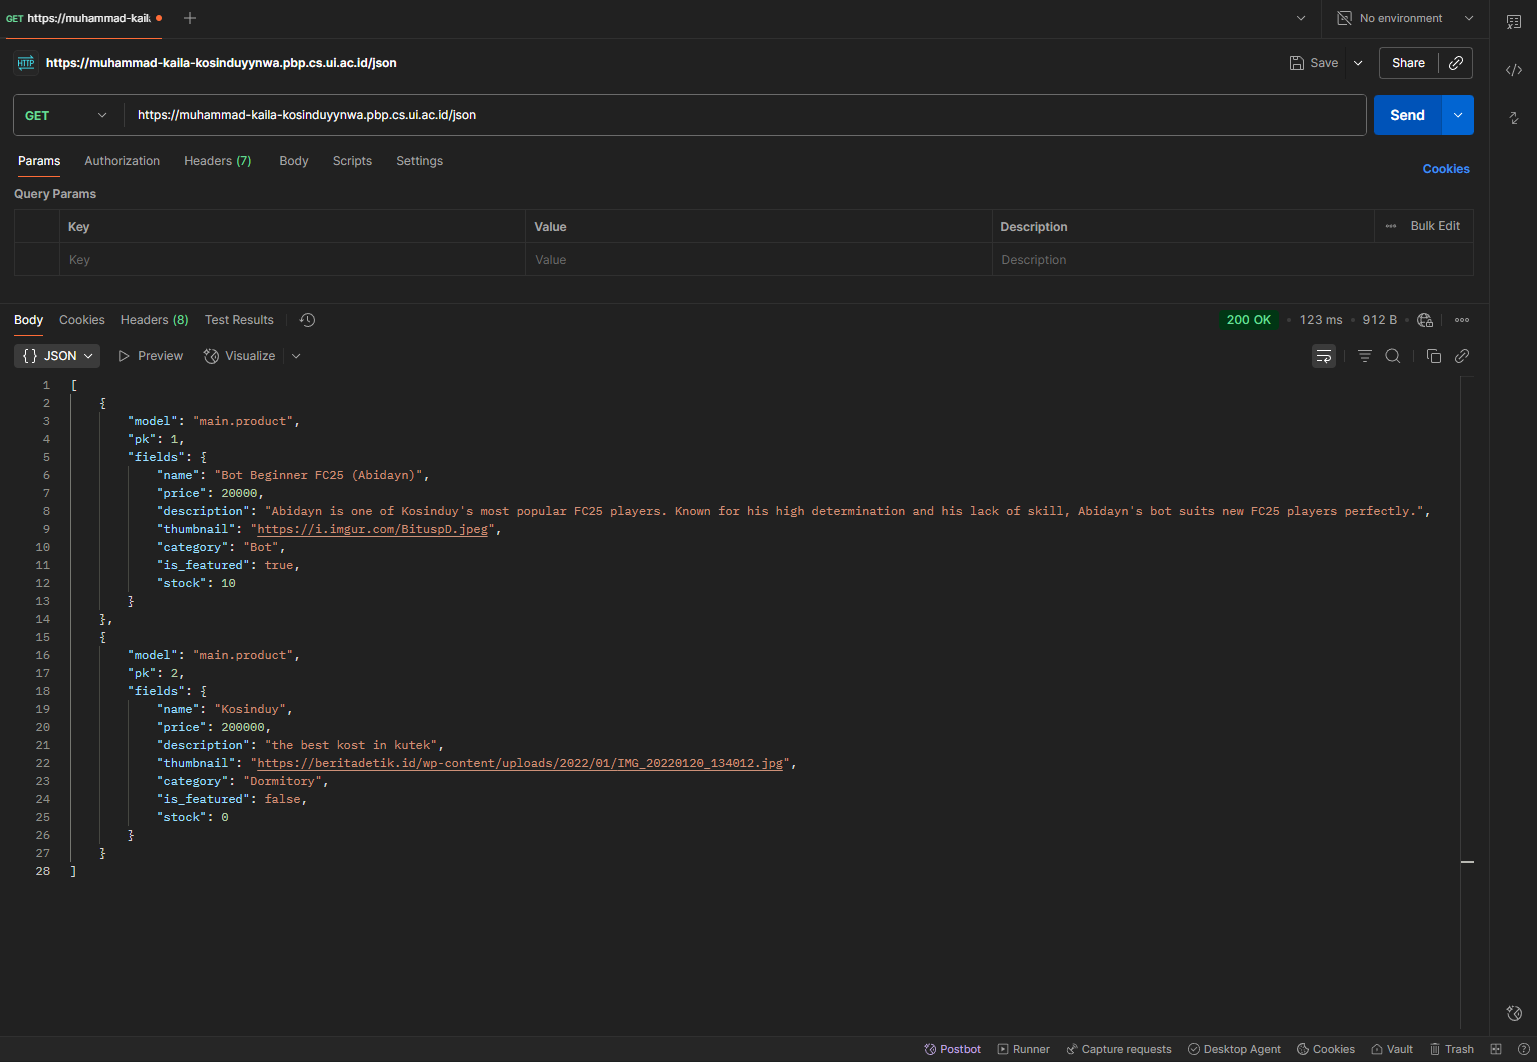 GET https://muhammad-kaila
No environment
HTTP https://muhammad-kaila-kosinduyynwa.pbp.cs.ui.ac.id/json
Save
Share
GET https://muhammad-kaila-kosinduyynwa.pbp.cs.ui.ac.id/json
Send
Params Authorization Headers (7) Body Scripts Settings
Cookies
Query Params
Key Value Description Bulk Edit
Key Value Description
Body Cookies Headers (8) Test Results 200 OK 123 ms 912 B
{} JSON Preview Visualize
1 [
2 {
3 "model": "main.product",
4 "pk": 1,
5 "fields": {
6 "name": "Bot Beginner FC25 (Abidayn)",
7 "price": 20000,
8 "description": "Abidayn is one of Kosinduy's most popular FC25 players. Known for his high determination and his lack of skill, Abidayn's bot suits new FC25 players perfectly.",
9 "thumbnail": "https://i.imgur.com/BituspD.jpeg",
10 "category": "Bot",
11 "is_featured": true,
12 "stock": 10
13 }
14 },
15 {
16 "model": "main.product",
17 "pk": 2,
18 "fields": {
19 "name": "Kosinduy",
20 "price": 200000,
21 "description": "the best kost in kutek",
22 "thumbnail": "https://beritadetik.id/wp-content/uploads/2022/01/IMG_20220120_134012.jpg",
23 "category": "Dormitory",
24 "is_featured": false,
25 "stock": 0
26 }
27 }
28 ]
Postbot Runner Capture requests Desktop Agent Cookies Vault Trash